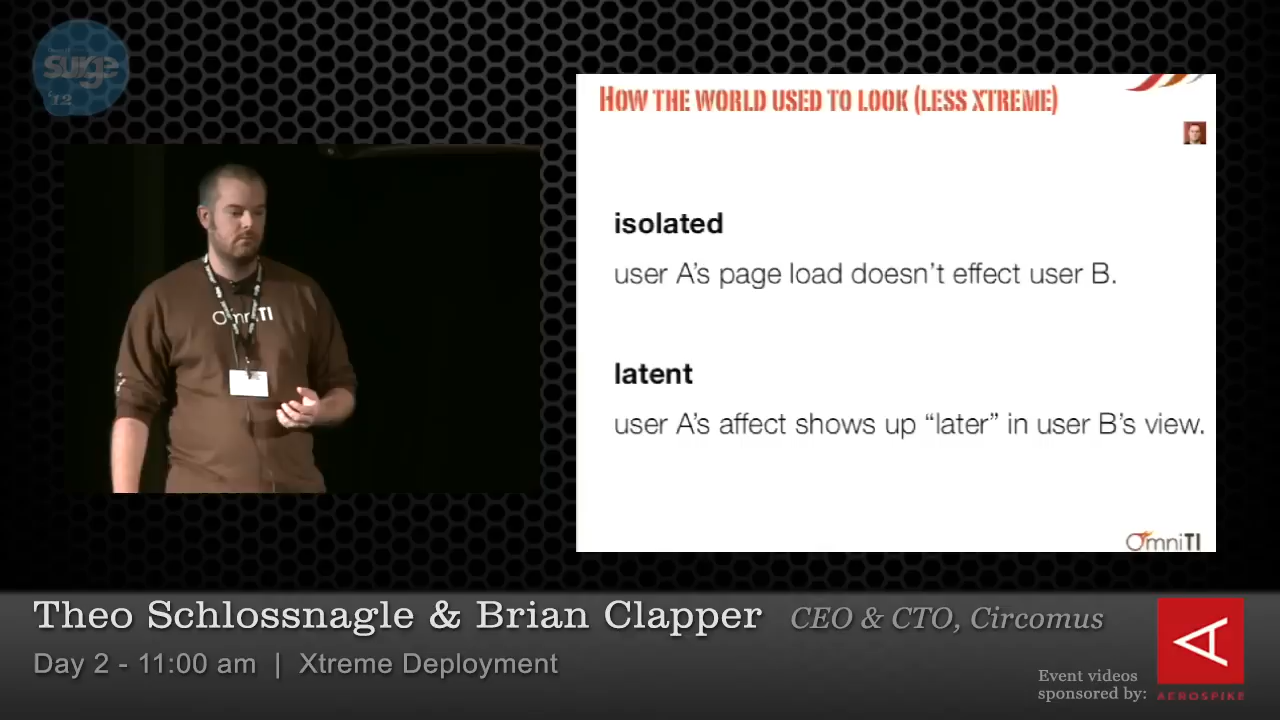 surge
'12
HOW THE WORLD USED TO LOOK (LESS XTREME)
isolated
user A's page load doesn't effect user B.
latent
user A's affect shows up “later” in user B's view.
OmniTI
OmniTI
Theo Schlossnagle & Brian Clapper CEO & CTO, Circomus
Day 2 - 11:00 am | Xtreme Deployment
Event videos
sponsored by:
AEROSPIKE